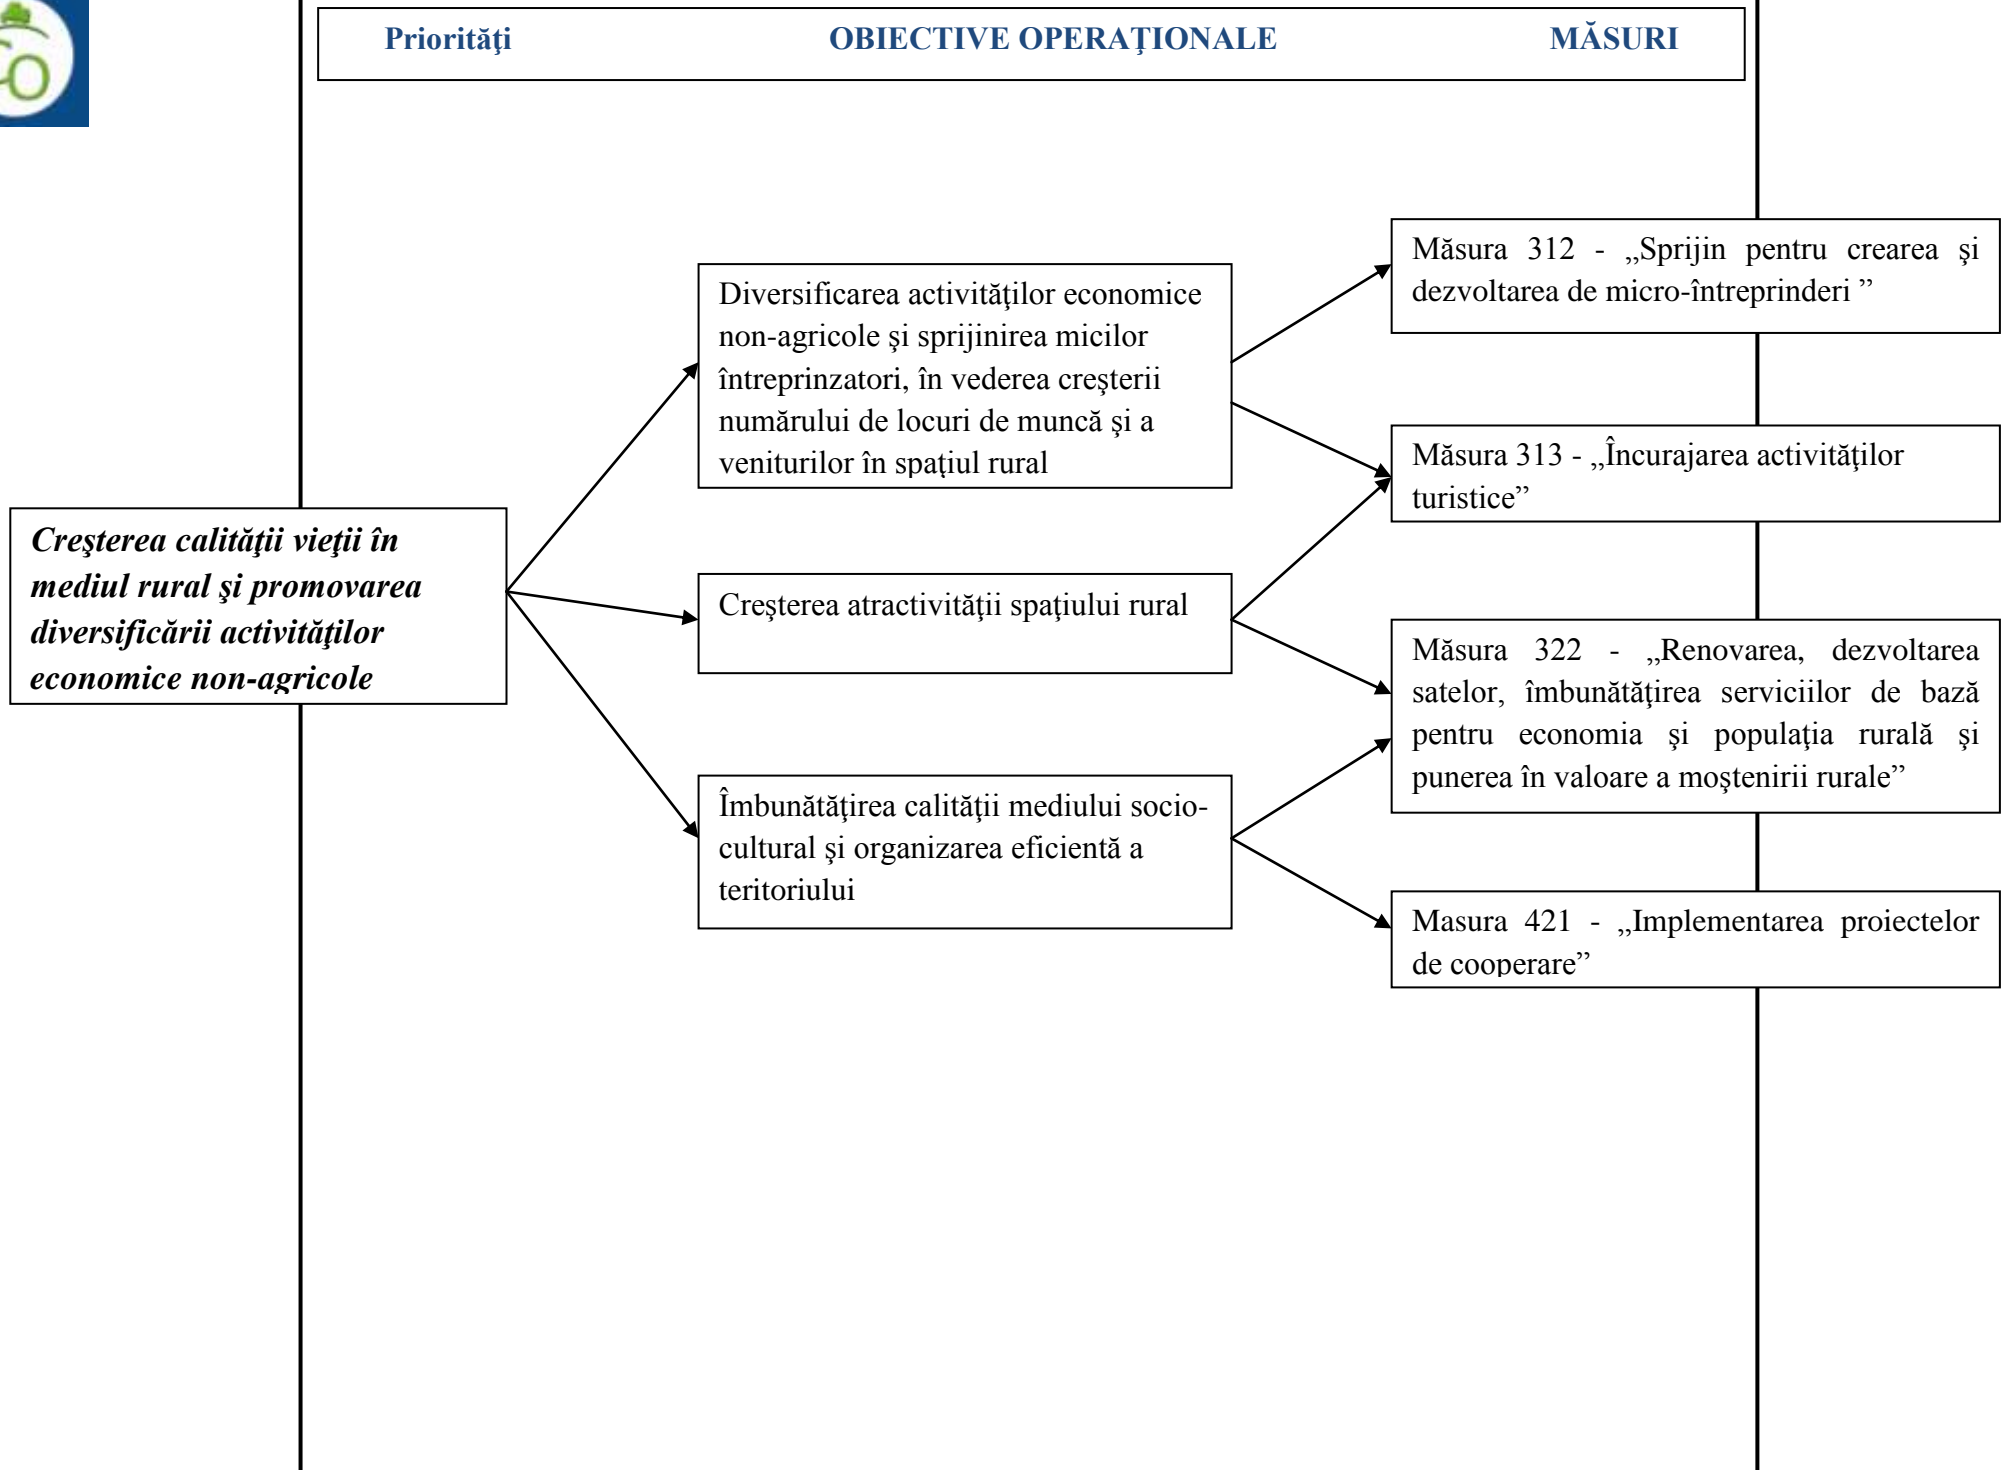 Priorităţi OBIECTIVE OPERAŢIONALE MĂSURI
Creşterea calităţii vieţii în
mediul rural şi promovarea
diversificării activităţilor
economice non-agricole
Diversificarea activităţilor economice
non-agricole şi sprijinirea micilor
întreprinzatori, în vederea creşterii
numărului de locuri de muncă şi a
veniturilor în spaţiul rural
Creşterea atractivităţii spaţiului rural
Îmbunătăţirea calităţii mediului socio-
cultural şi organizarea eficientă a
teritoriului
Măsura 312 - „Sprijin pentru crearea şi
dezvoltarea de micro-întreprinderi ”
Măsura 313 - „Încurajarea activităţilor
turistice”
Măsura 322 - „Renovarea, dezvoltarea
satelor, îmbunătăţirea serviciilor de bază
pentru economia şi populaţia rurală şi
punerea în valoare a moştenirii rurale”
Masura 421 - „Implementarea proiectelor
de cooperare”